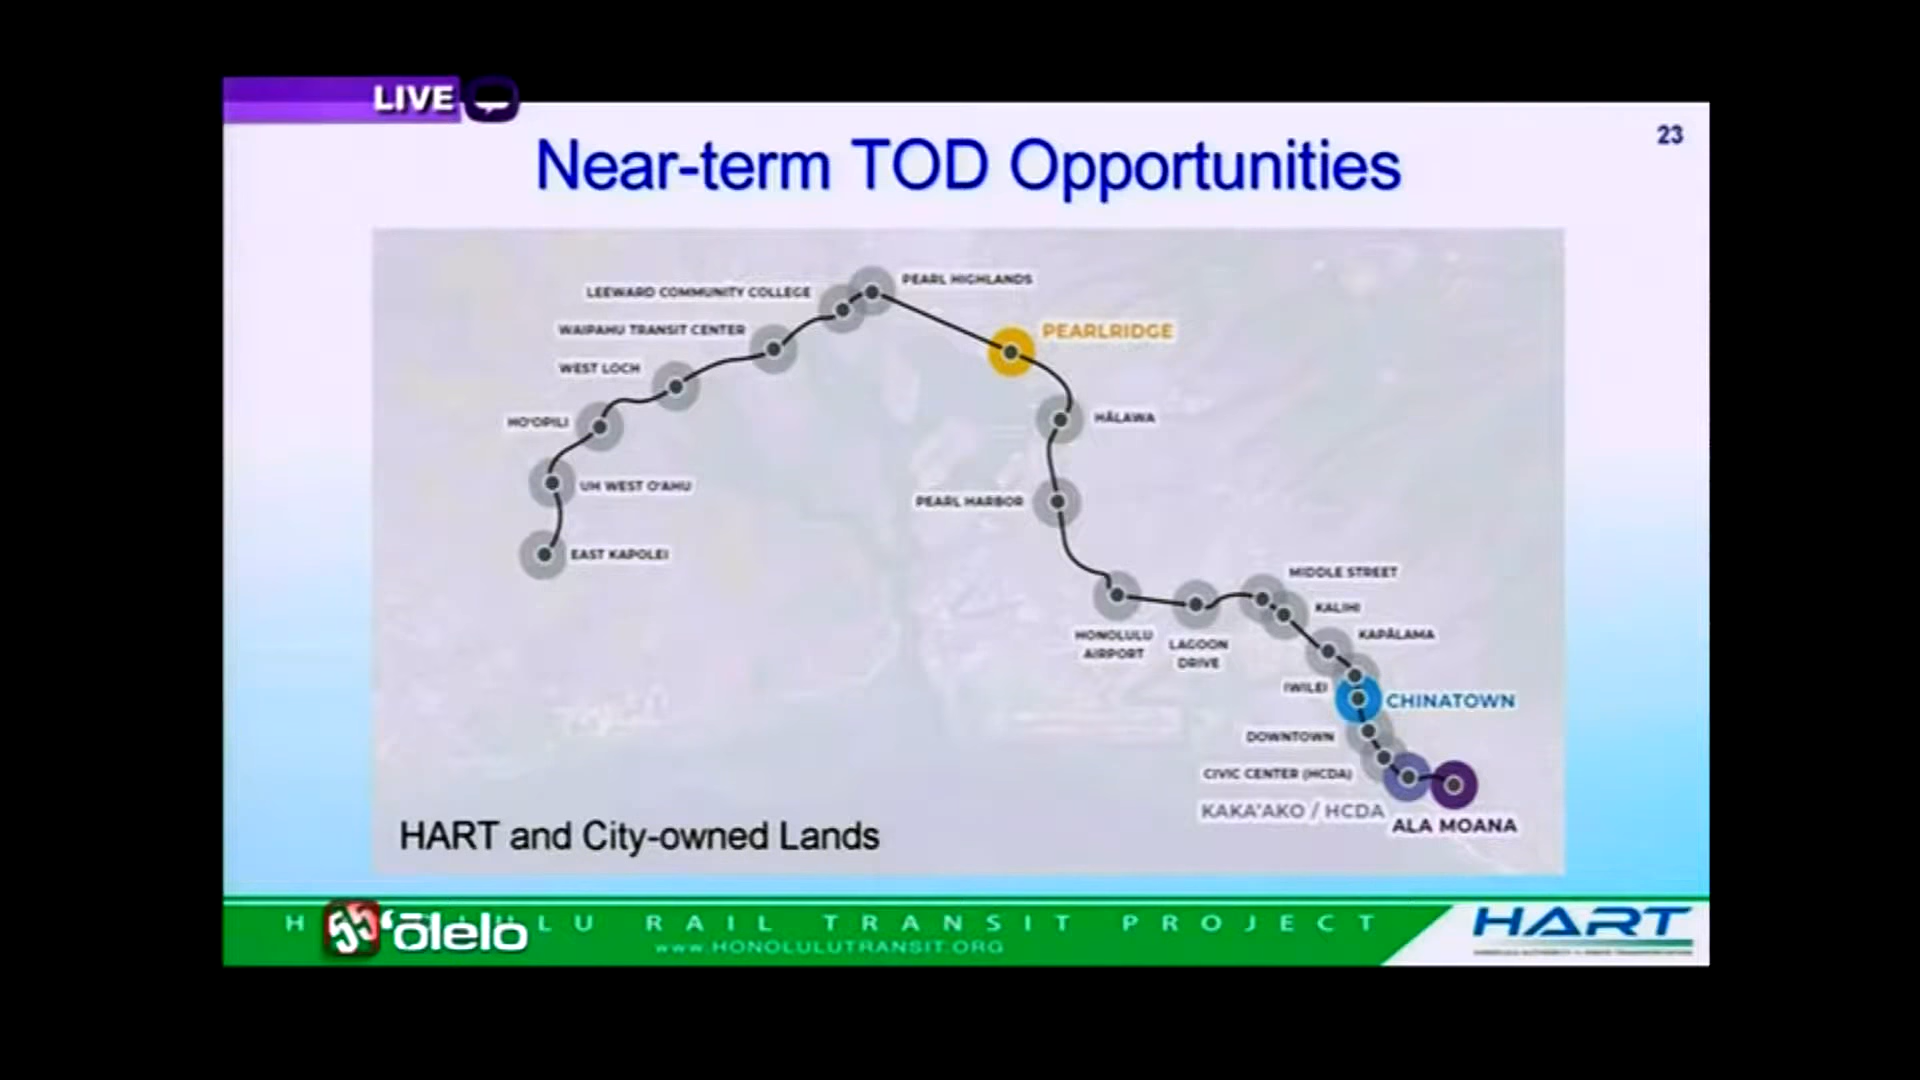 LIVE
23
Near-term TOD Opportunities
PEARL HIGHLANDS
LEEWARD COMMUNITY COLLEGE
WAIPAHU TRANSIT CENTER
PEARLRIDGE
WEST LOCH
HO'OPILI
HĀLAWA
UH WEST O'AHU
PEARL HARBOR
EAST KAPOLEI
MIDDLE STREET
KALIHI
KAPĀLAMA
HONOLULU
AIRPORT
LAGOON
DRIVE
IWILEI
CHINATOWN
DOWNTOWN
CIVIC CENTER (HCDA)
KAKA'AKO / HCDA
ALA MOANA
HART and City-owned Lands
H LULU RAIL TRANSIT PROJECT
55 'ōlelo
www.HONOLULUTRANSIT.ORG
HART